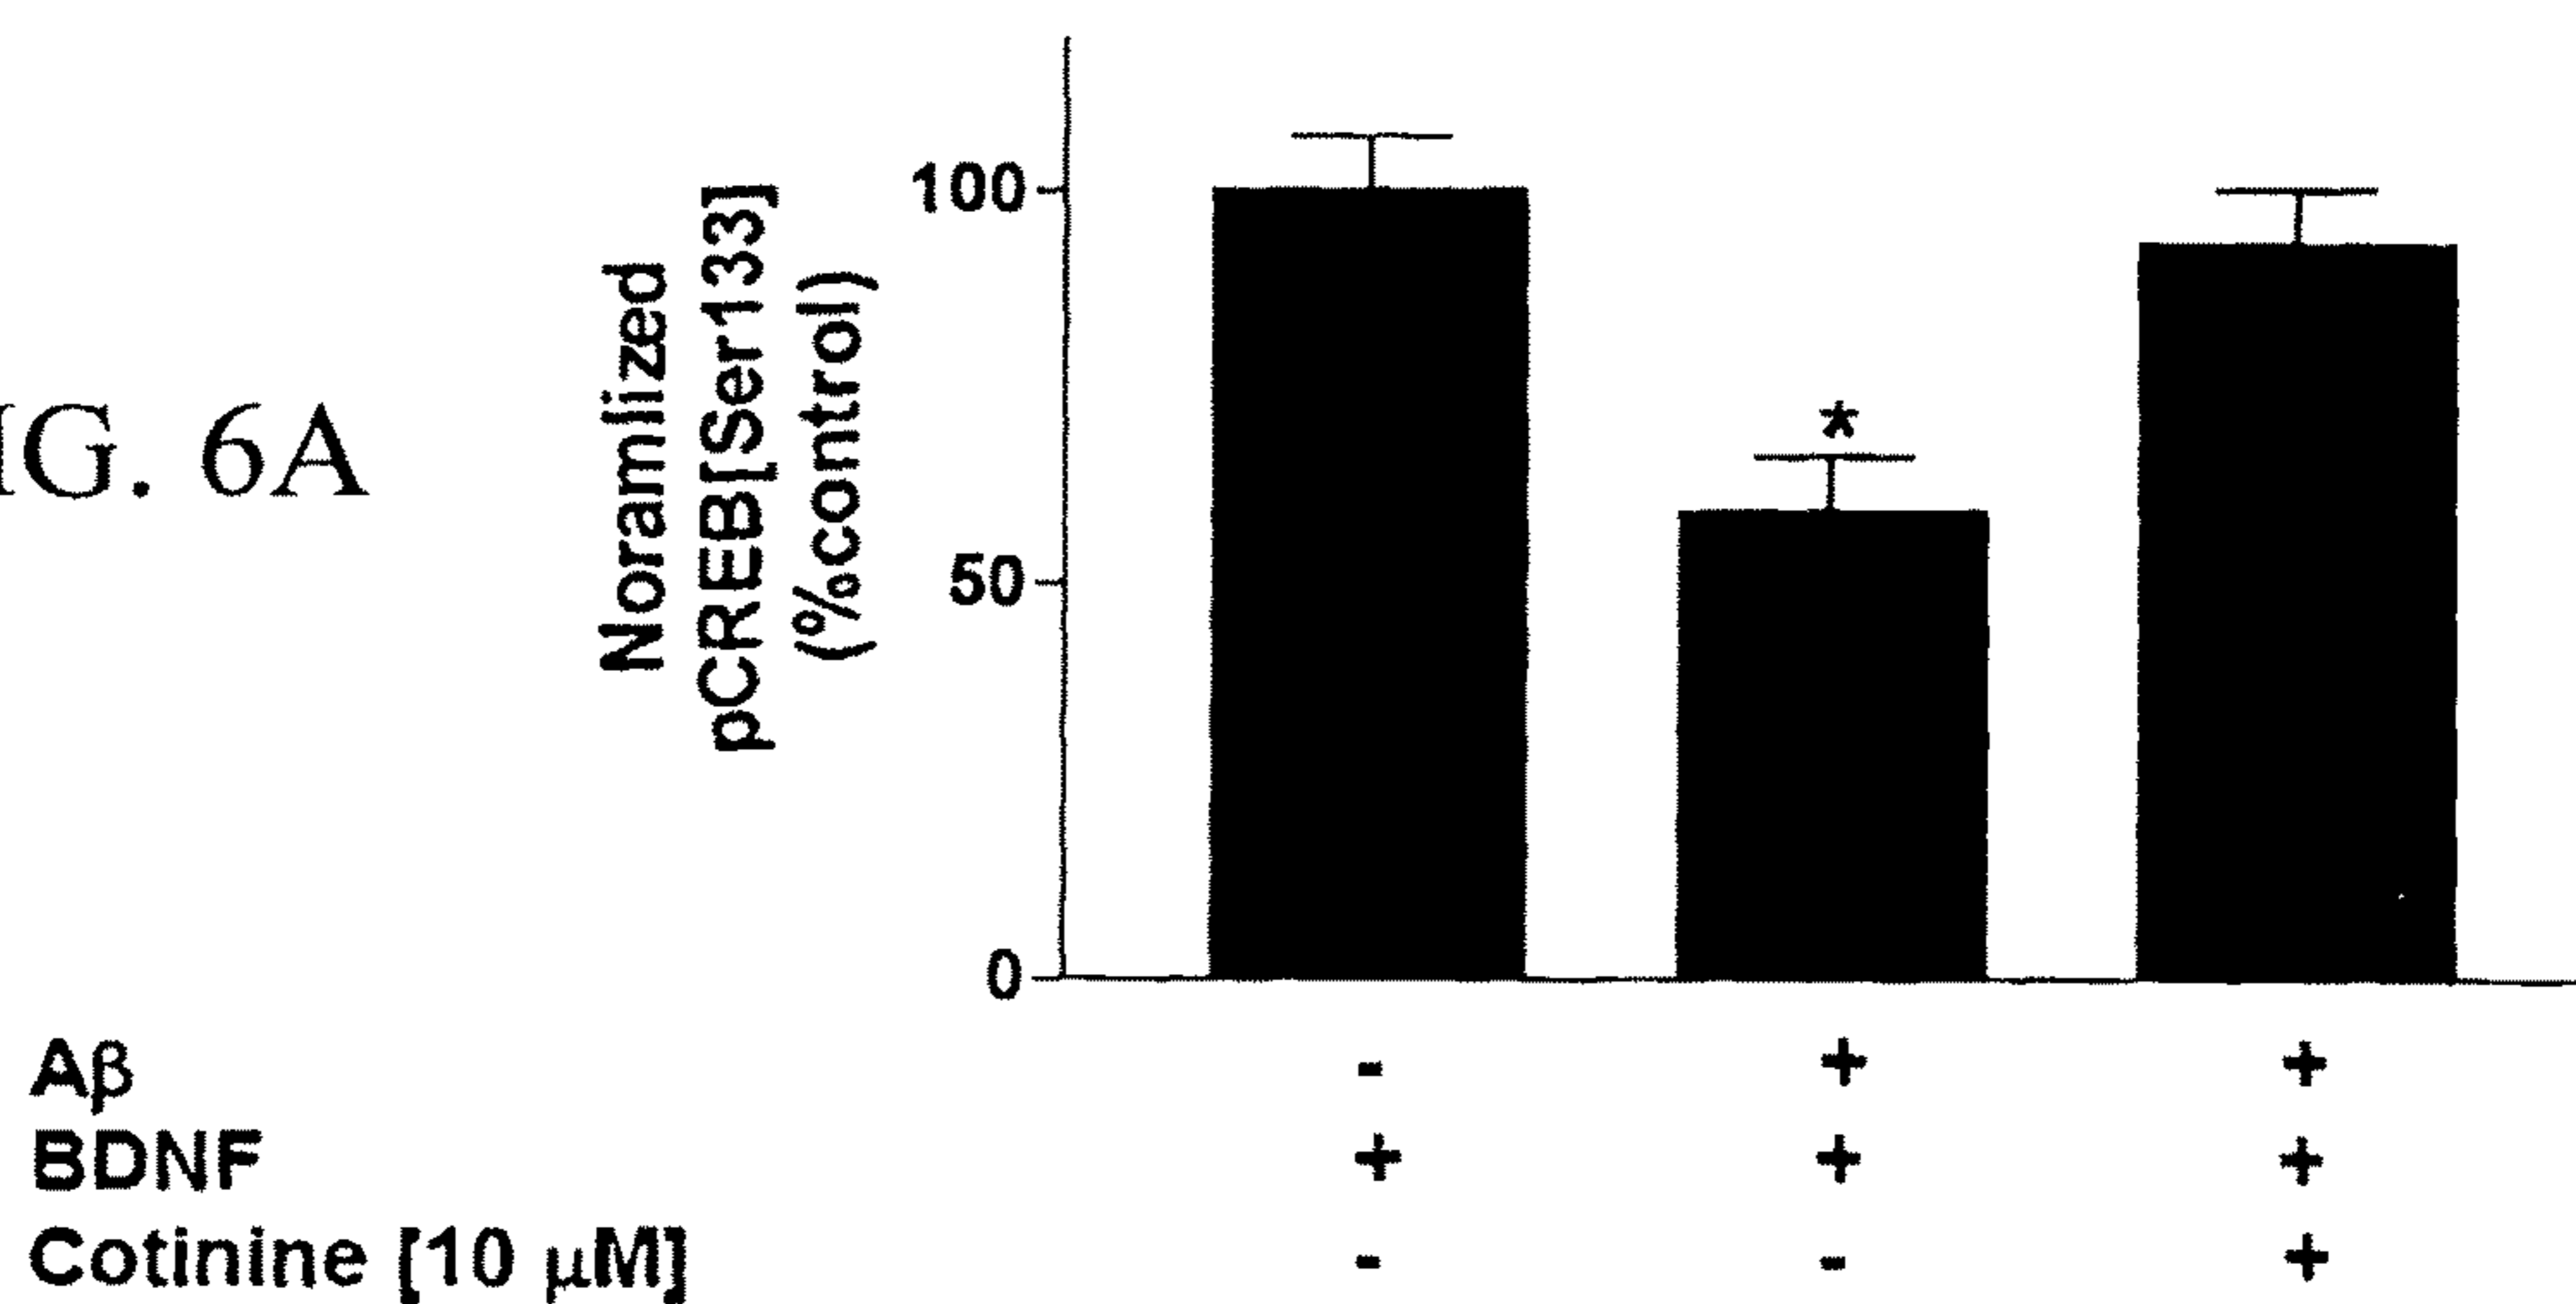 IG. 6A
Noramlized
pCREB[Ser133]
(%control)
100
50
0
*
Aβ - + +
BDNF + + +
Cotinine [10 μM] - - +